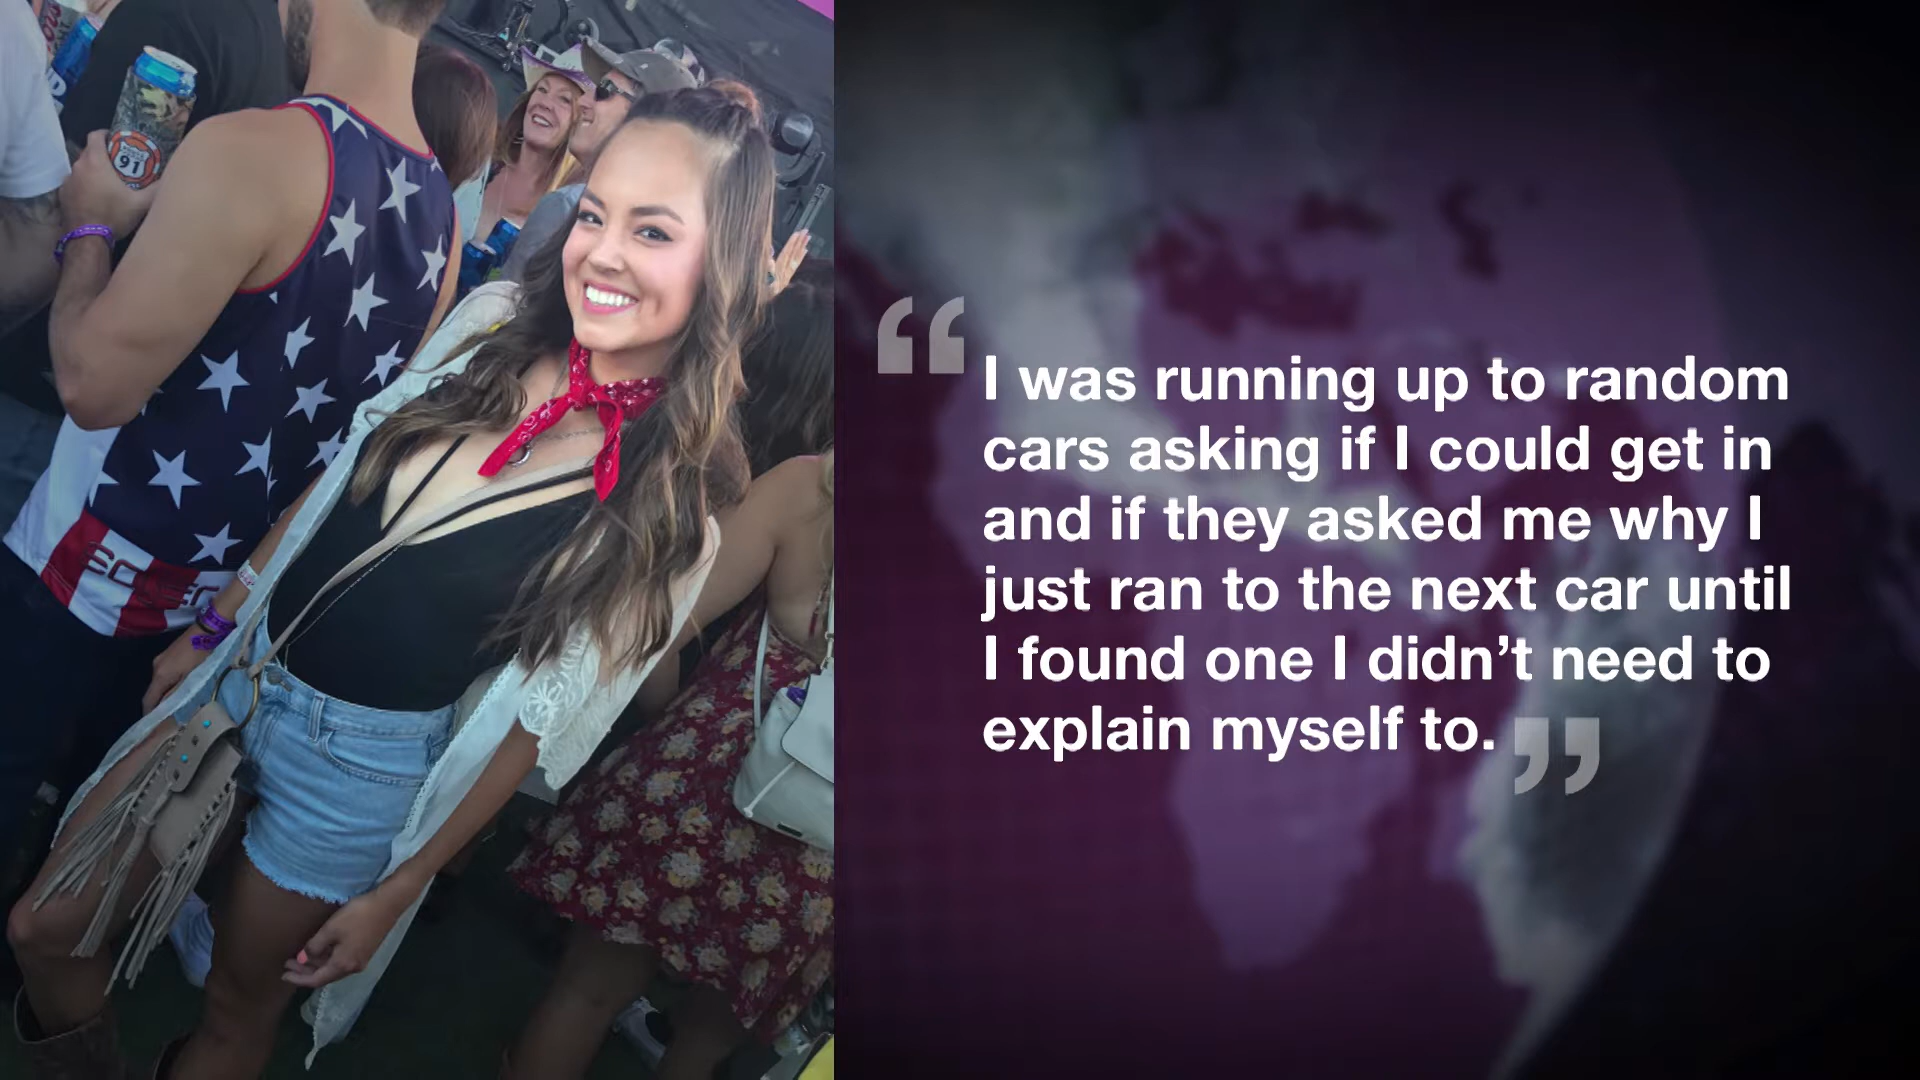 91
“
I was running up to random
cars asking if I could get in
and if they asked me why I
just ran to the next car until
I found one I didn’t need to
explain myself to.
”